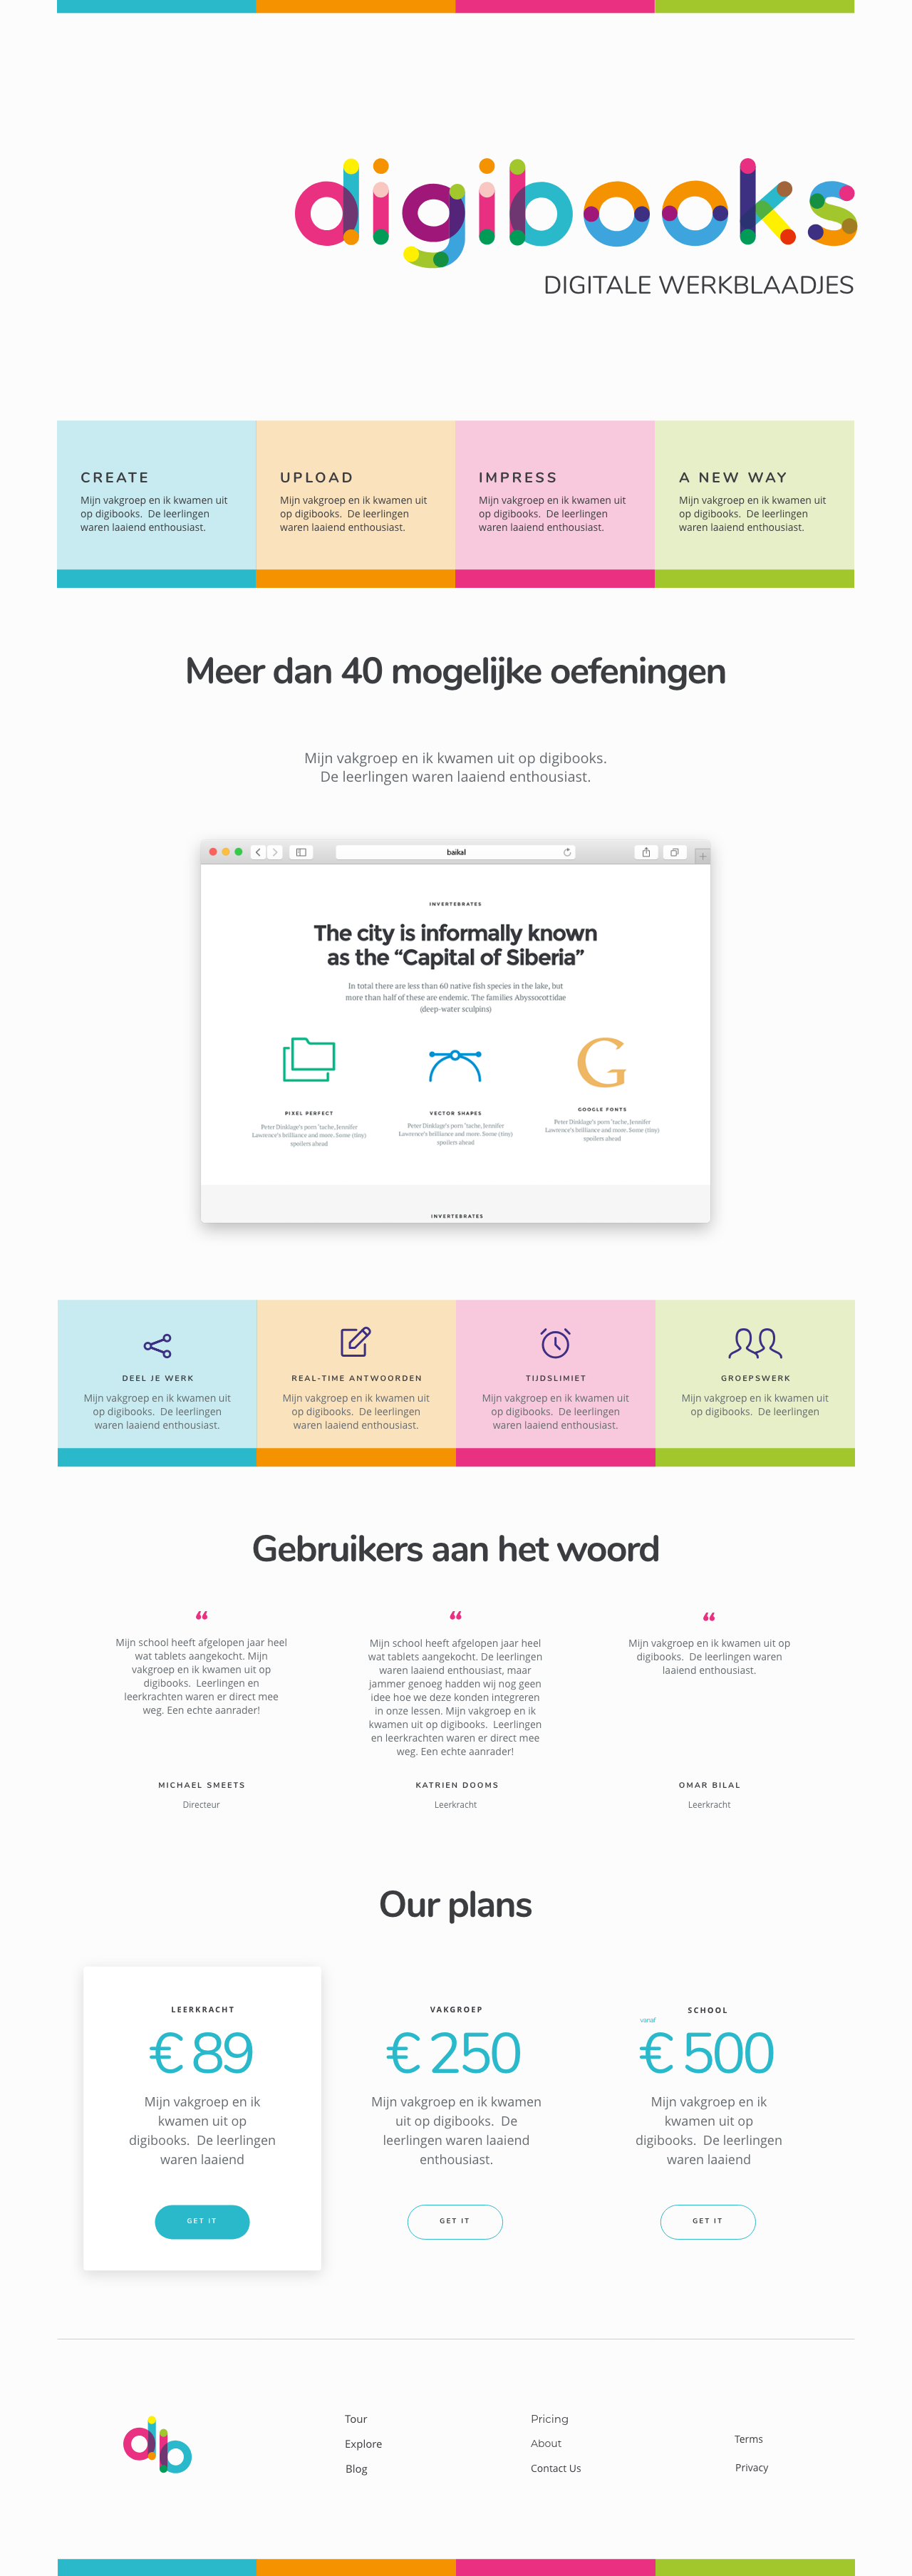 digibooks
DIGITALE WERKBLAADJES
CREATE
Mijn vakgroep en ik kwamen uit
op digibooks.  De leerlingen
waren laaiend enthousiast.
UPLOAD
Mijn vakgroep en ik kwamen uit
op digibooks.  De leerlingen
waren laaiend enthousiast.
IMPRESS
Mijn vakgroep en ik kwamen uit
op digibooks.  De leerlingen
waren laaiend enthousiast.
A NEW WAY
Mijn vakgroep en ik kwamen uit
op digibooks.  De leerlingen
waren laaiend enthousiast.
Meer dan 40 mogelijke oefeningen
Mijn vakgroep en ik kwamen uit op digibooks.
De leerlingen waren laaiend enthousiast.
baikal
INVERTEBRATES
The city is informally known
as the “Capital of Siberia”
In total there are less than 60 native fish species in the lake, but
more than half of these are endemic. The families Abyssocottidae
(deep-water sculpins)
PIXEL PERFECT
Peter Dinklage's porn 'tache, Jennifer
Lawrence's brilliance and more. Some (tiny)
spoilers ahead
VECTOR SHAPES
Peter Dinklage's porn 'tache, Jennifer
Lawrence's brilliance and more. Some (tiny)
spoilers ahead
G
GOOGLE FONTS
Peter Dinklage's porn 'tache, Jennifer
Lawrence's brilliance and more. Some (tiny)
spoilers ahead
INVERTEBRATES
DEEL JE WERK
Mijn vakgroep en ik kwamen uit
op digibooks.  De leerlingen
waren laaiend enthousiast.
REAL-TIME ANTWOORDEN
Mijn vakgroep en ik kwamen uit
op digibooks.  De leerlingen
waren laaiend enthousiast.
TIJDSLIMIET
Mijn vakgroep en ik kwamen uit
op digibooks.  De leerlingen
waren laaiend enthousiast.
GROEPSWERK
Mijn vakgroep en ik kwamen uit
op digibooks.  De leerlingen
Gebruikers aan het woord
“
Mijn school heeft afgelopen jaar heel
wat tablets aangekocht. Mijn
vakgroep en ik kwamen uit op
digibooks.  Leerlingen en
leerkrachten waren er direct mee
weg. Een echte aanrader!
MICHAEL SMEETS
Directeur
“
Mijn school heeft afgelopen jaar heel
wat tablets aangekocht. De leerlingen
waren laaiend enthousiast, maar
jammer genoeg hadden wij nog geen
idee hoe we deze konden integreren
in onze lessen. Mijn vakgroep en ik
kwamen uit op digibooks.  Leerlingen
en leerkrachten waren er direct mee
weg. Een echte aanrader!
KATRIEN DOOMS
Leerkracht
“
Mijn vakgroep en ik kwamen uit op
digibooks.  De leerlingen waren
laaiend enthousiast.
OMAR BILAL
Leerkracht
Our plans
LEERKRACHT
€ 89
Mijn vakgroep en ik
kwamen uit op
digibooks.  De leerlingen
waren laaiend
GET IT
VAKGROEP
€ 250
Mijn vakgroep en ik kwamen
uit op digibooks.  De
leerlingen waren laaiend
enthousiast.
GET IT
SCHOOL
vanaf
€ 500
Mijn vakgroep en ik
kwamen uit op
digibooks.  De leerlingen
waren laaiend
GET IT
db
Tour
Explore
Blog
Pricing
About
Contact Us
Terms
Privacy